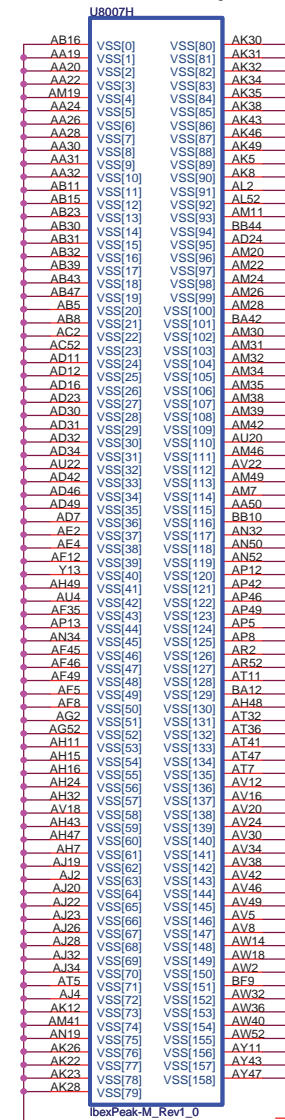 U8007H
AB16 VSS[0] VSS[80] AK30
AA19 VSS[1] VSS[81] AK31
AA20 VSS[2] VSS[82] AK32
AA22 VSS[3] VSS[83] AK34
AM19 VSS[4] VSS[84] AK35
AA24 VSS[5] VSS[85] AK38
AA26 VSS[6] VSS[86] AK43
AA28 VSS[7] VSS[87] AK46
AA30 VSS[8] VSS[88] AK49
AA31 VSS[9] VSS[89] AK5
AA32 VSS[10] VSS[90] AK8
AB11 VSS[11] VSS[91] AL2
AB15 VSS[12] VSS[92] AL52
AB23 VSS[13] VSS[93] AM11
AB30 VSS[14] VSS[94] BB44
AB31 VSS[15] VSS[95] AD24
AB32 VSS[16] VSS[96] AM20
AB39 VSS[17] VSS[97] AM22
AB43 VSS[18] VSS[98] AM24
AB47 VSS[19] VSS[99] AM26
AB5 VSS[20] VSS[100] AM28
AB8 VSS[21] VSS[101] BA42
AC2 VSS[22] VSS[102] AM30
AC52 VSS[23] VSS[103] AM31
AD11 VSS[24] VSS[104] AM32
AD12 VSS[25] VSS[105] AM34
AD16 VSS[26] VSS[106] AM35
AD23 VSS[27] VSS[107] AM38
AD30 VSS[28] VSS[108] AM39
AD31 VSS[29] VSS[109] AM42
AD32 VSS[30] VSS[110] AU20
AD34 VSS[31] VSS[111] AM46
AU22 VSS[32] VSS[112] AV22
AD42 VSS[33] VSS[113] AM49
AD46 VSS[34] VSS[114] AM7
AD49 VSS[35] VSS[115] AA50
AD7 VSS[36] VSS[116] BB10
AE2 VSS[37] VSS[117] AN32
AE4 VSS[38] VSS[118] AN50
AF12 VSS[39] VSS[119] AN52
Y13 VSS[40] VSS[120] AP12
AH49 VSS[41] VSS[121] AP42
AU4 VSS[42] VSS[122] AP46
AF35 VSS[43] VSS[123] AP49
AP13 VSS[44] VSS[124] AP5
AN34 VSS[45] VSS[125] AP8
AF45 VSS[46] VSS[126] AR2
AF46 VSS[47] VSS[127] AR52
AF49 VSS[48] VSS[128] AT11
AF5 VSS[49] VSS[129] BA12
AF8 VSS[50] VSS[130] AH48
AG2 VSS[51] VSS[131] AT32
AG52 VSS[52] VSS[132] AT36
AH11 VSS[53] VSS[133] AT41
AH15 VSS[54] VSS[134] AT47
AH16 VSS[55] VSS[135] AT7
AH24 VSS[56] VSS[136] AV12
AH32 VSS[57] VSS[137] AV16
AV18 VSS[58] VSS[138] AV20
AH43 VSS[59] VSS[139] AV24
AH47 VSS[60] VSS[140] AV30
AH7 VSS[61] VSS[141] AV34
AJ19 VSS[62] VSS[142] AV38
AJ2 VSS[63] VSS[143] AV42
AJ20 VSS[64] VSS[144] AV46
AJ22 VSS[65] VSS[145] AV49
AJ23 VSS[66] VSS[146] AV5
AJ26 VSS[67] VSS[147] AV8
AJ28 VSS[68] VSS[148] AW14
AJ32 VSS[69] VSS[149] AW18
AJ34 VSS[70] VSS[150] AW2
AT5 VSS[71] VSS[151] BF9
AJ4 VSS[72] VSS[152] AW32
AK12 VSS[73] VSS[153] AW36
AM41 VSS[74] VSS[154] AW40
AN19 VSS[75] VSS[155] AW52
AK26 VSS[76] VSS[156] AY11
AK22 VSS[77] VSS[157] AY43
AK23 VSS[78] VSS[158] AY47
AK28 VSS[79]
IbexPeak-M_Rev1_0